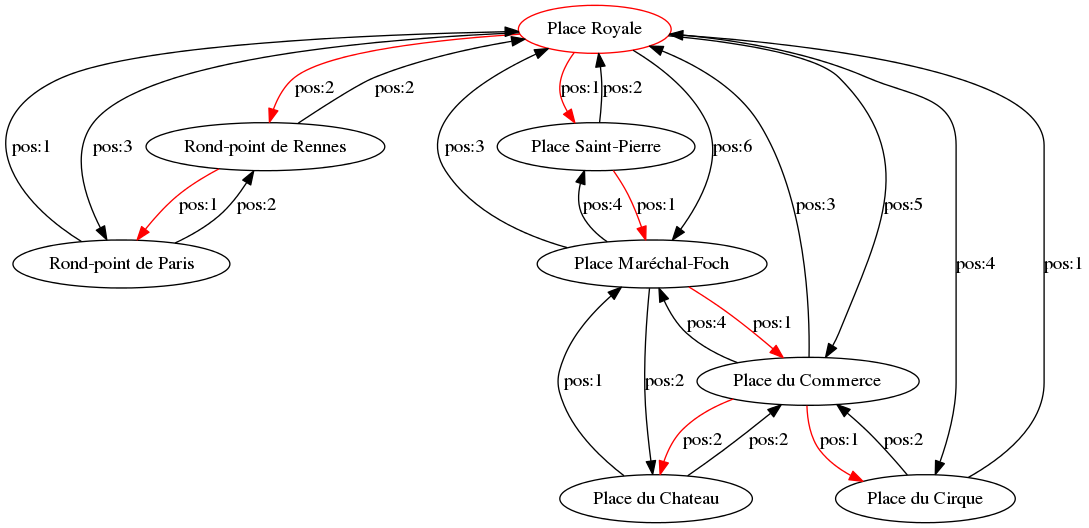 Place Royale
pos:2
pos:1
pos:2
pos:2
Rond-point de Rennes
Place Saint-Pierre
pos:1
pos:3
pos:3
pos:6
pos:1
pos:2
pos:4
pos:1
pos:3
pos:5
Rond-point de Paris
Place Maréchal-Foch
pos:4
pos:1
pos:4
pos:1
pos:1
pos:2
Place du Commerce
pos:2
pos:2
pos:1
pos:2
Place du Chateau
Place du Cirque